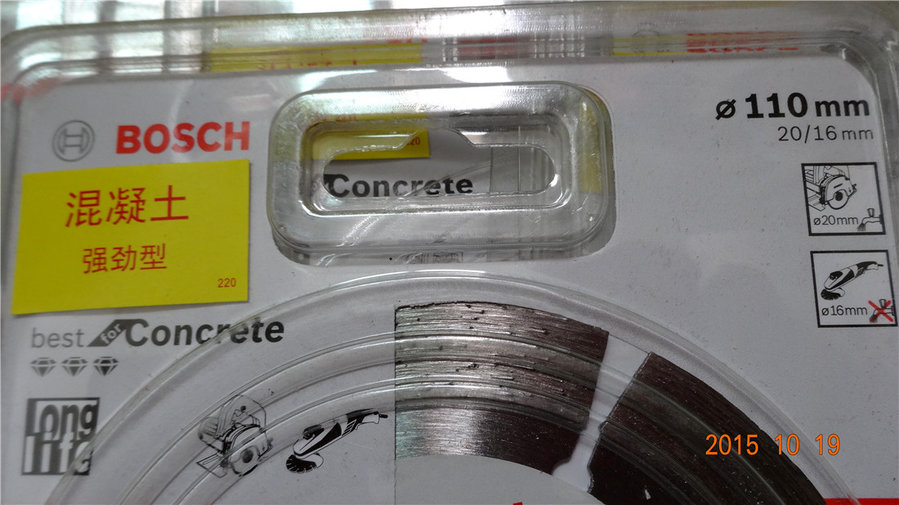 BOSCH
混凝土
强劲型
220
best for Concrete
long
life
Concrete
20
ø 110 mm
20/16 mm
ø20mm
ø16mm
2015 10 19